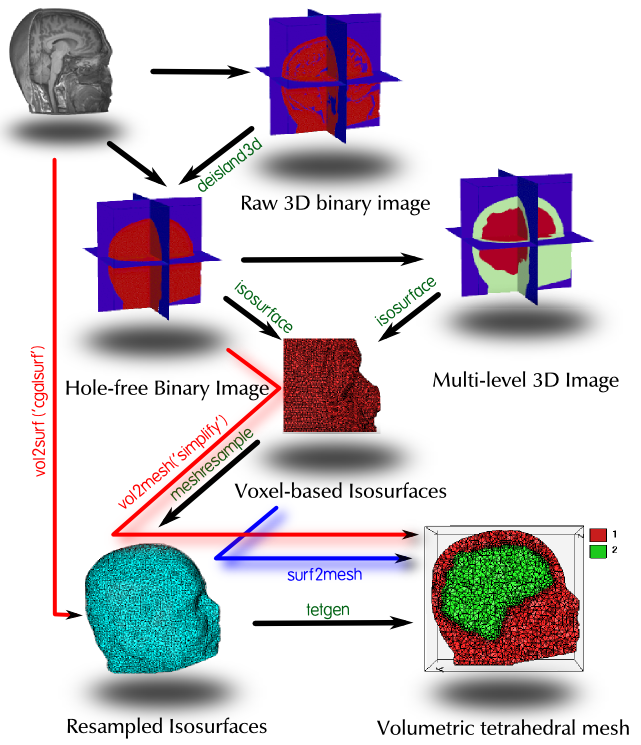 deisland3d
Raw 3D binary image
isosurface
isosurface
Hole-free Binary Image
Multi-level 3D Image
vol2surf ('cgalsurf')
vol2mesh('simplify')
meshresample
Voxel-based Isosurfaces
1
2
z
surf2mesh
tetgen
y
Resampled Isosurfaces
Volumetric tetrahedral mesh